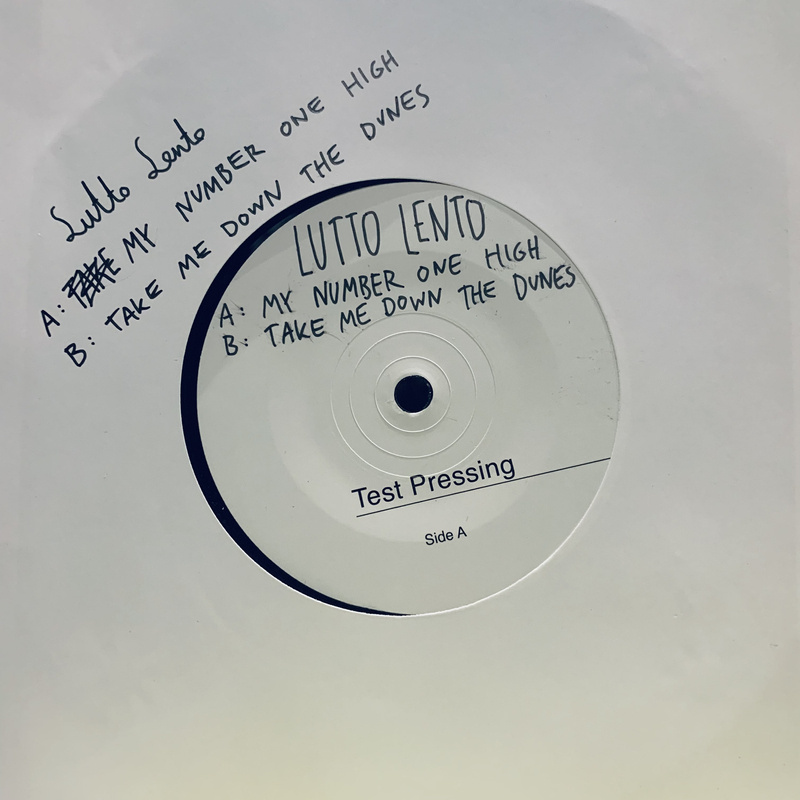 Lutto Lento
A: MY NUMBER ONE HIGH
B: TAKE ME DOWN THE DUNES
LUTTO LENTO
A: MY NUMBER ONE HIGH
B: TAKE ME DOWN THE DUNES
Test Pressing
Side A